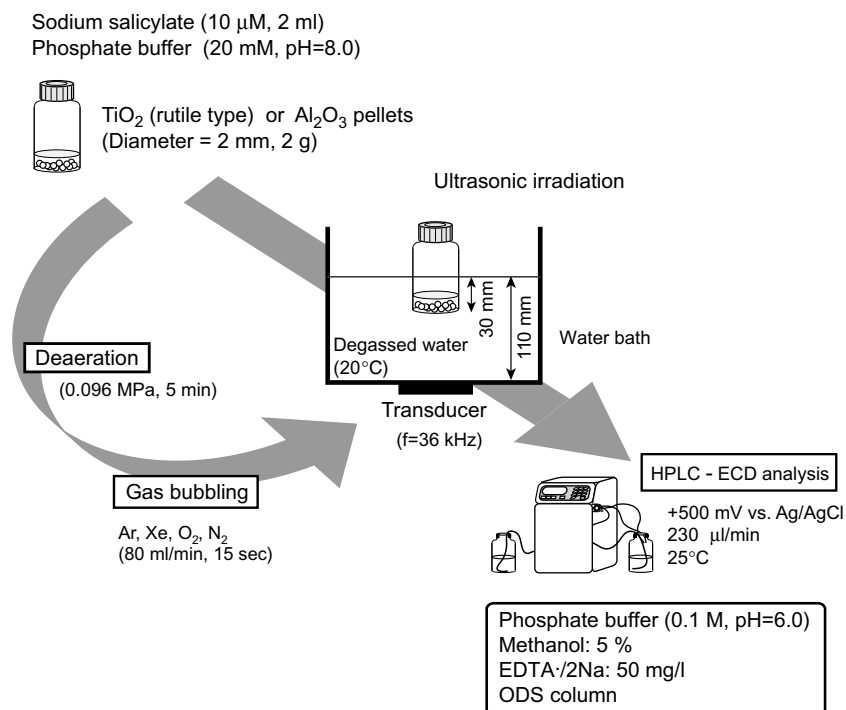 Sodium salicylate (10 μM, 2 ml)
Phosphate buffer (20 mM, pH=8.0)
TiO₂ (rutile type) or Al₂O₃ pellets
(Diameter = 2 mm, 2 g)
Ultrasonic irradiation
30 mm
110 mm
Degassed water
(20°C)
Water bath
Transducer
(f=36 kHz)
Deaeration
(0.096 MPa, 5 min)
Gas bubbling
Ar, Xe, O₂, N₂
(80 ml/min, 15 sec)
HPLC - ECD analysis
+500 mV vs. Ag/AgCl
230 μl/min
25°C
Phosphate buffer (0.1 M, pH=6.0)
Methanol: 5 %
EDTA·/2Na: 50 mg/l
ODS column